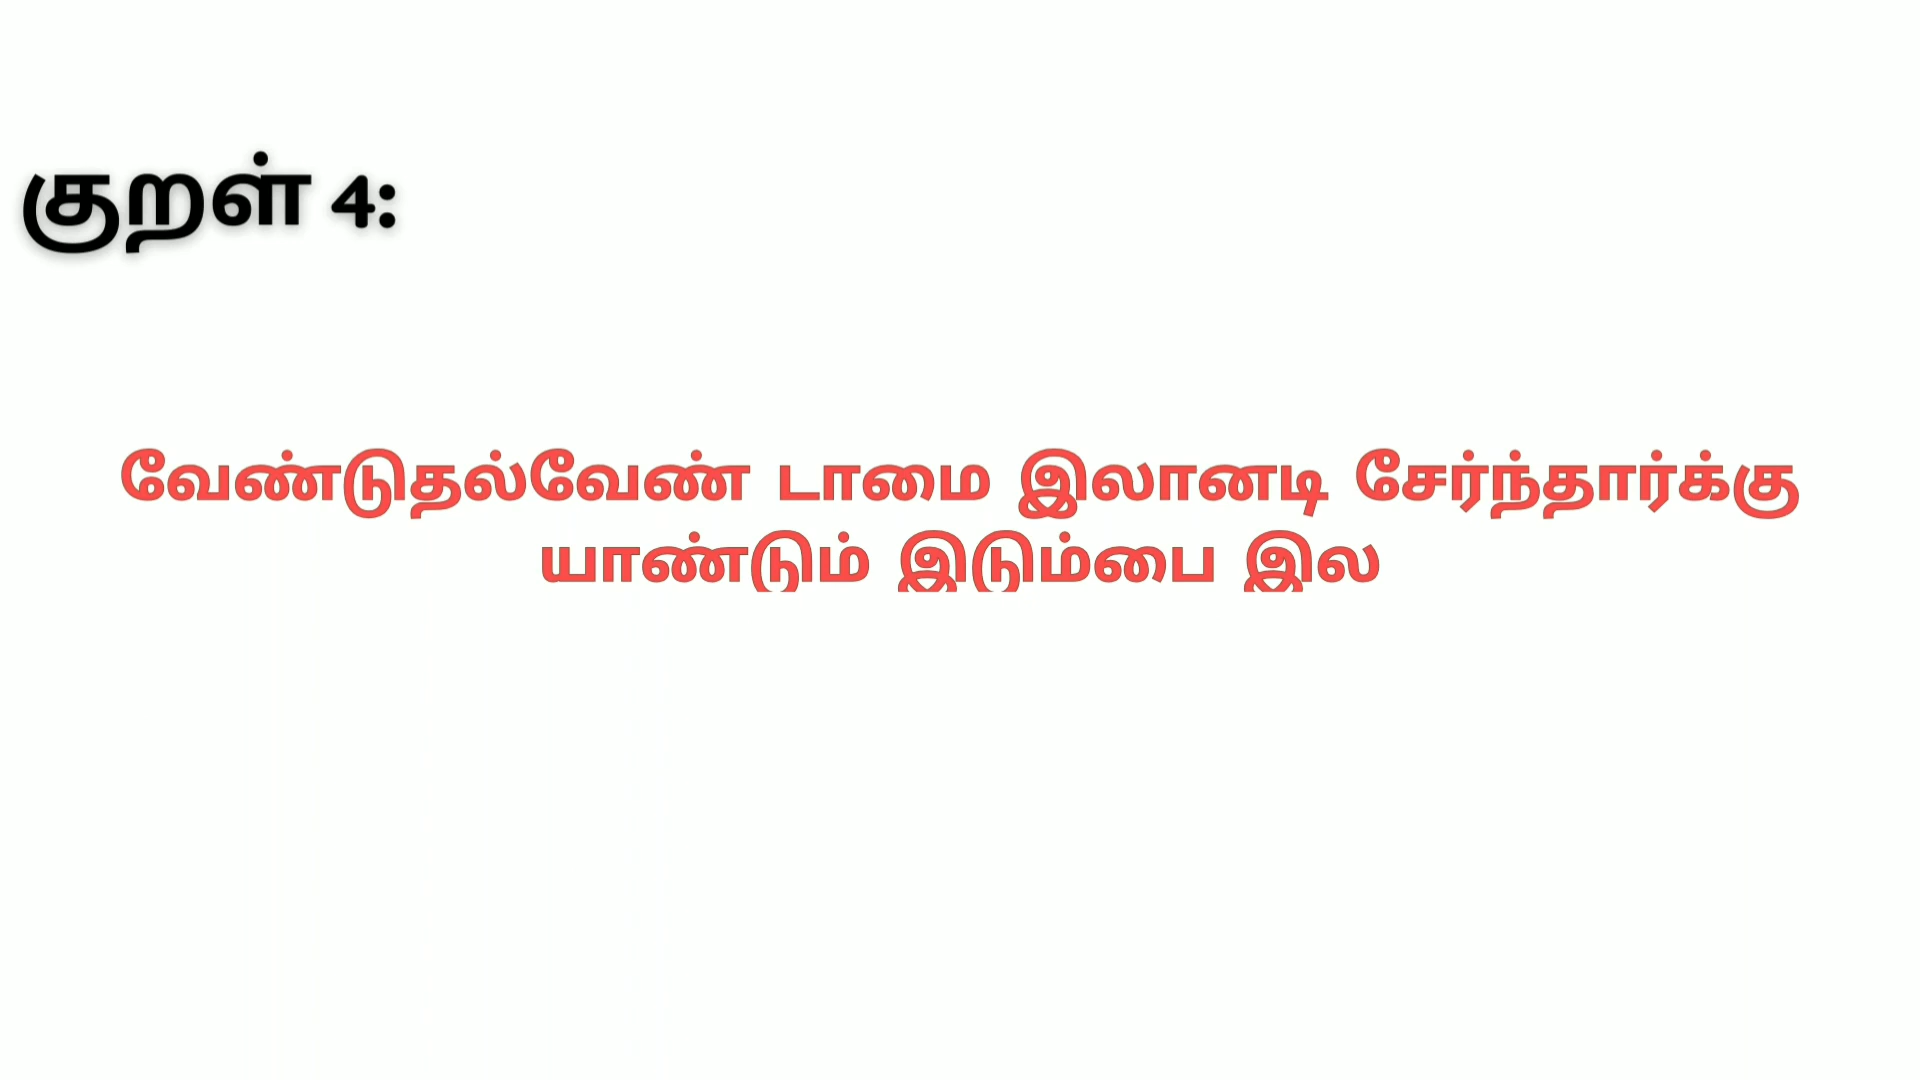 குறள் 4:
வேண்டுதல்வேண் டாமை இலானடி சேர்ந்தார்க்கு
யாண்டும் இடும்பை இல